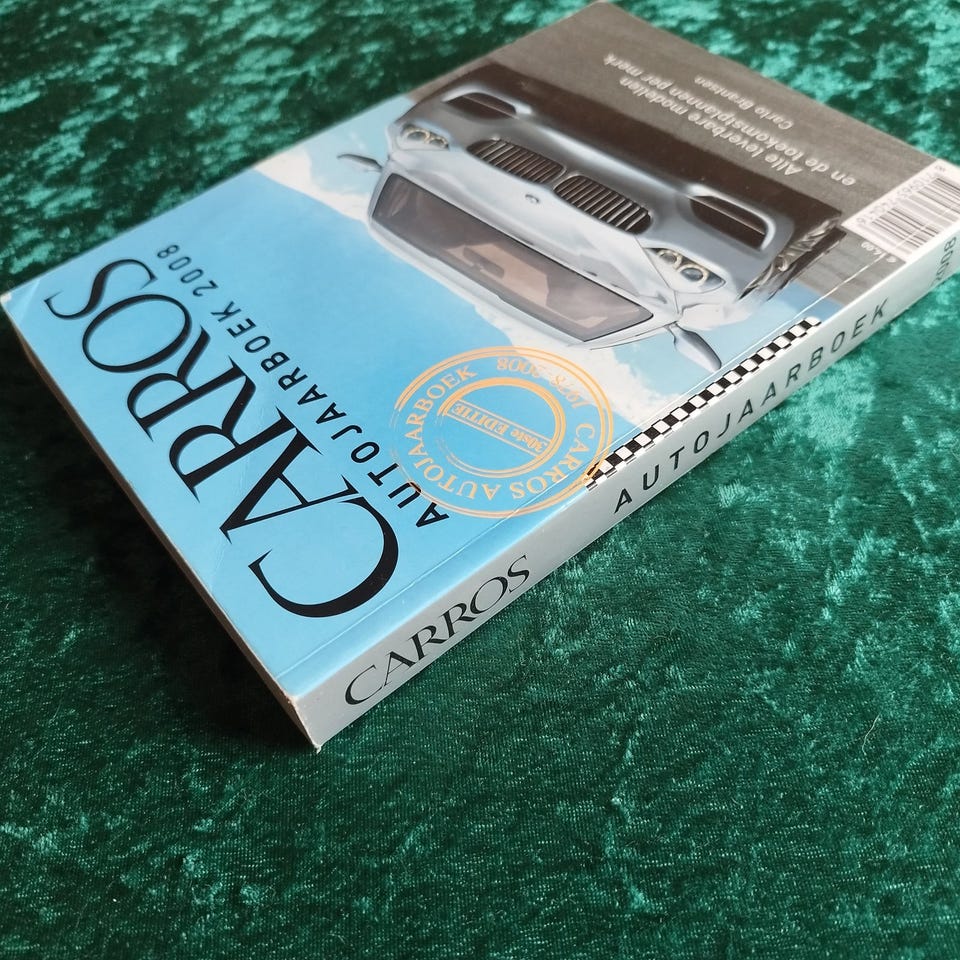 CARROS
AUTOJAARBOEK 2008
CARROS AUTOJAARBOEK
1978-2008
30ste EDITIE
Alle leverbare modellen
en de toekomstplannen per merk
Carlo Brantsen
CARROS
AUTOJAARBOEK
2008